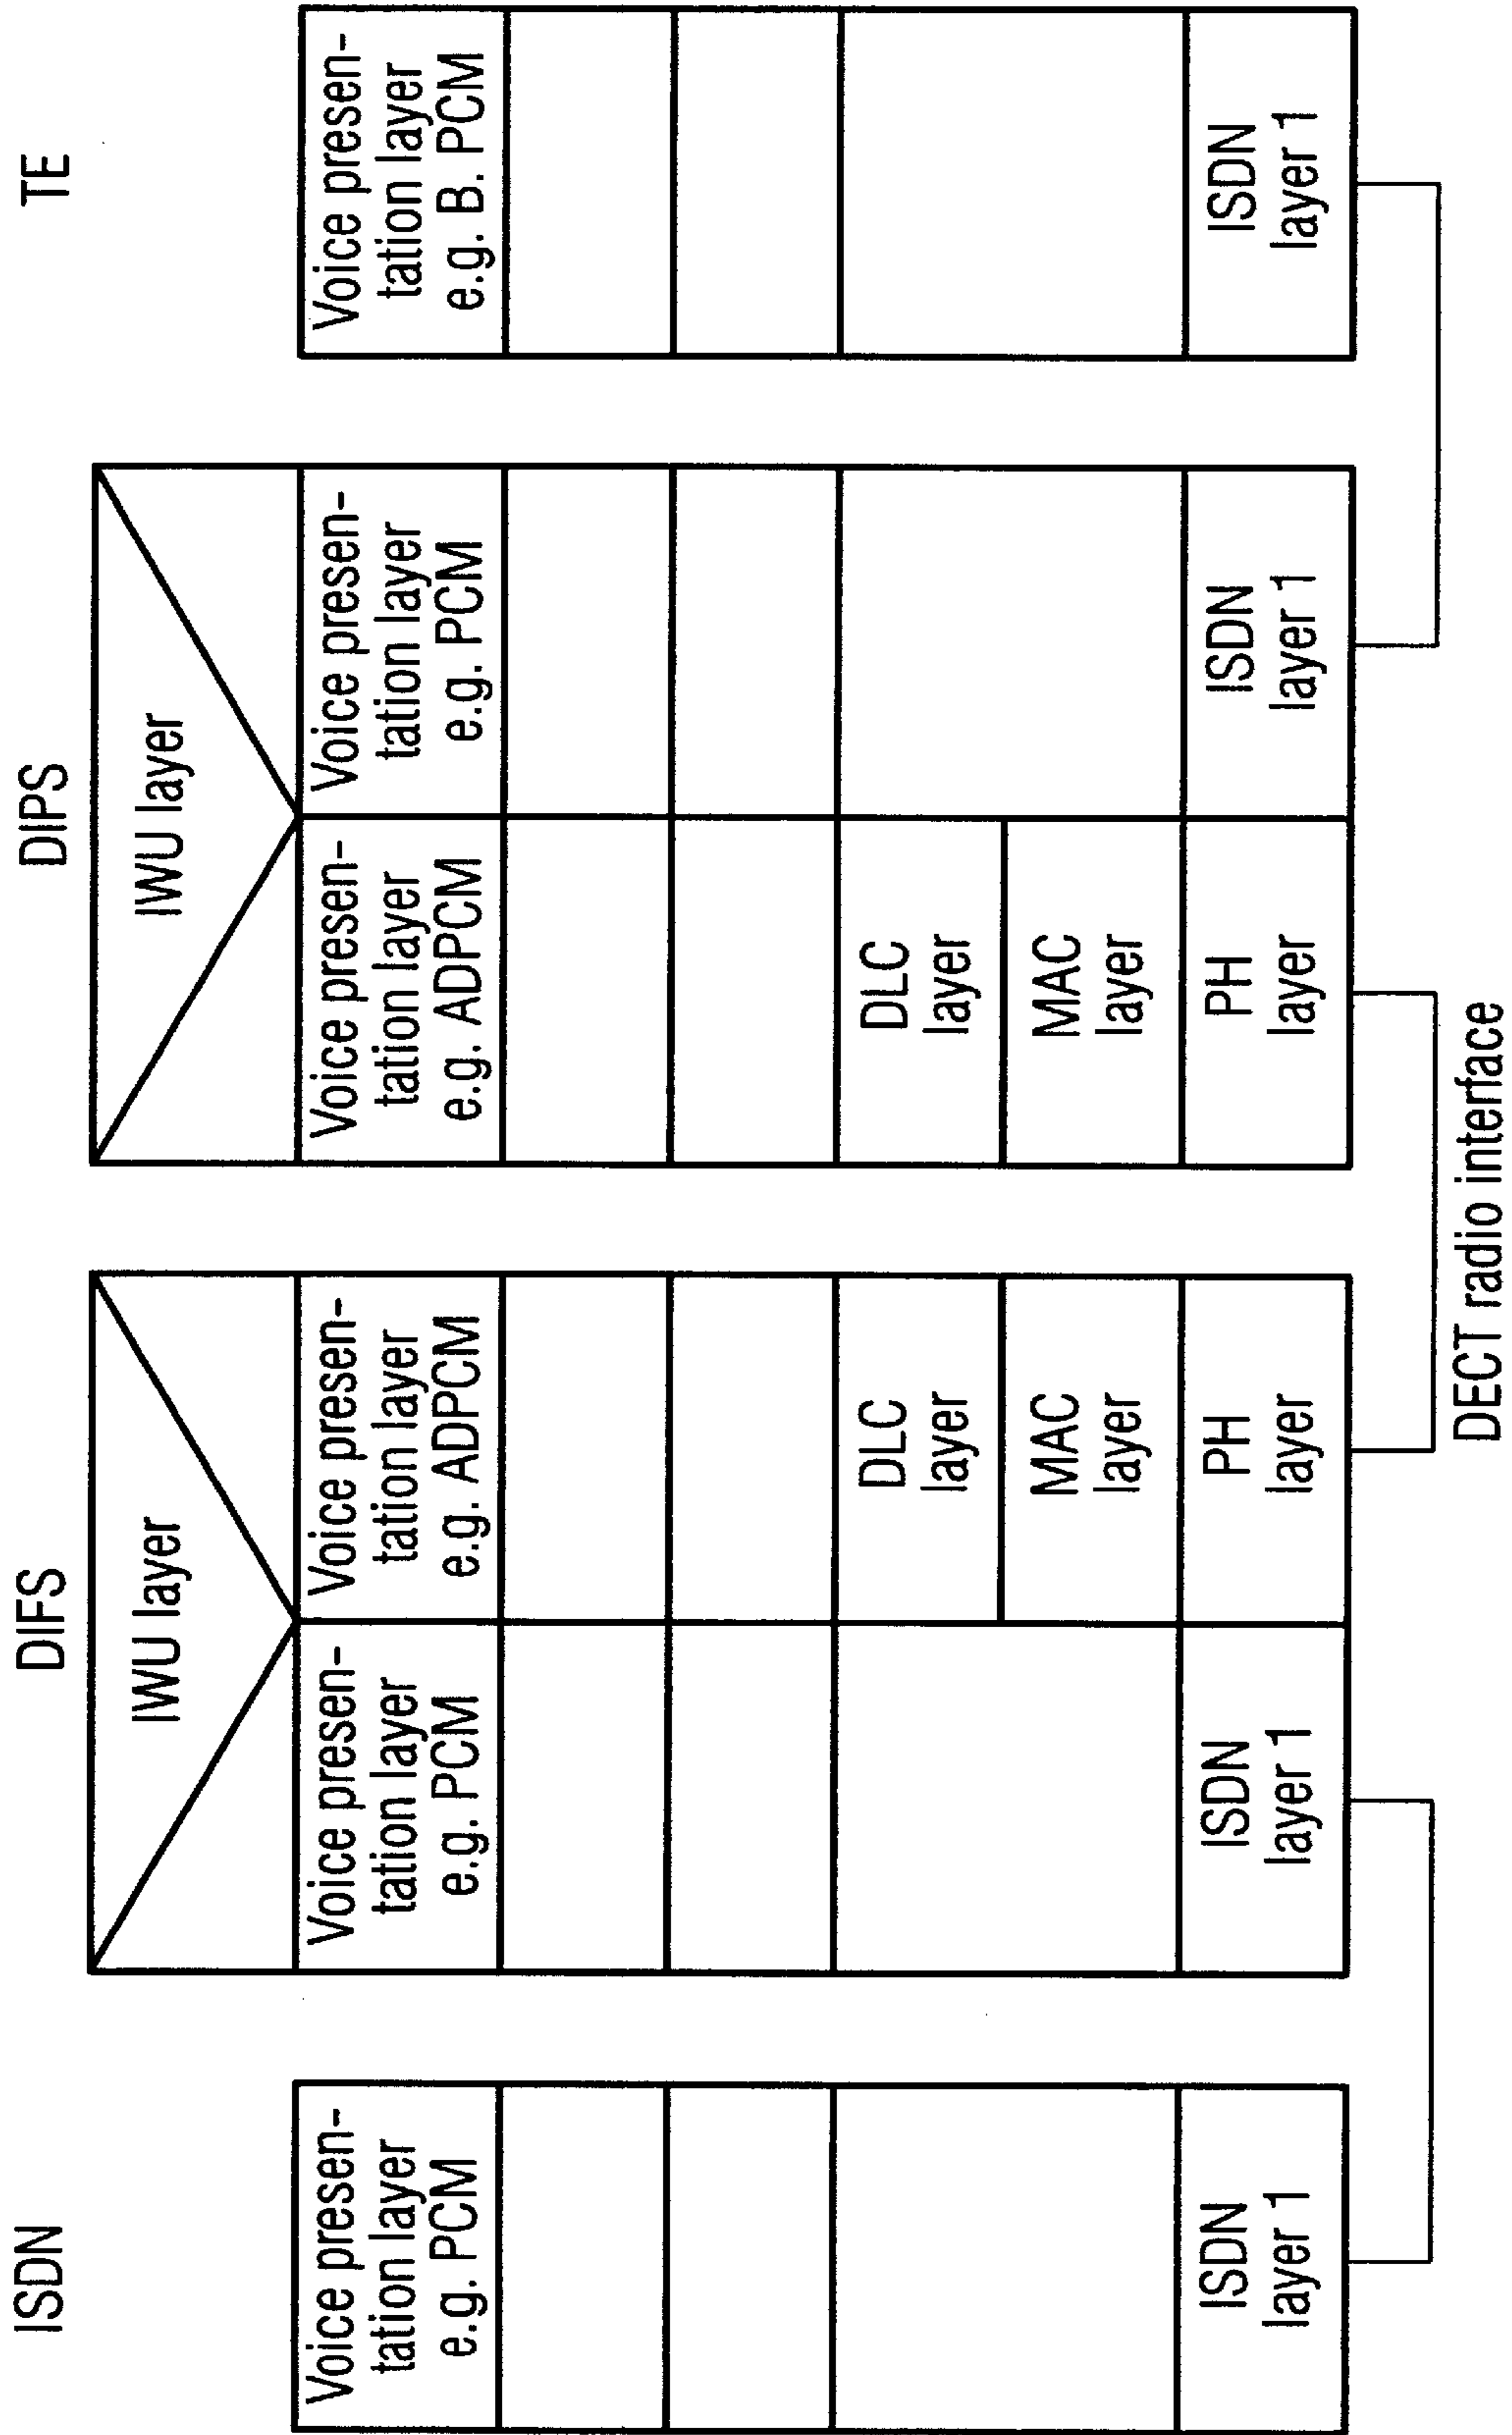 ISDN
DIFS
DIPS
TE
IWU layer
IWU layer
Voice presen-
tation layer
e.g. PCM
Voice presen-
tation layer
e.g. PCM
Voice presen-
tation layer
e.g. ADPCM
Voice presen-
tation layer
e.g. ADPCM
Voice presen-
tation layer
e.g. PCM
Voice presen-
tation layer
e.g. B. PCM
DLC
layer
DLC
layer
MAC
layer
MAC
layer
ISDN
layer 1
ISDN
layer 1
PH
layer
PH
layer
ISDN
layer 1
ISDN
layer 1
DECT radio interface